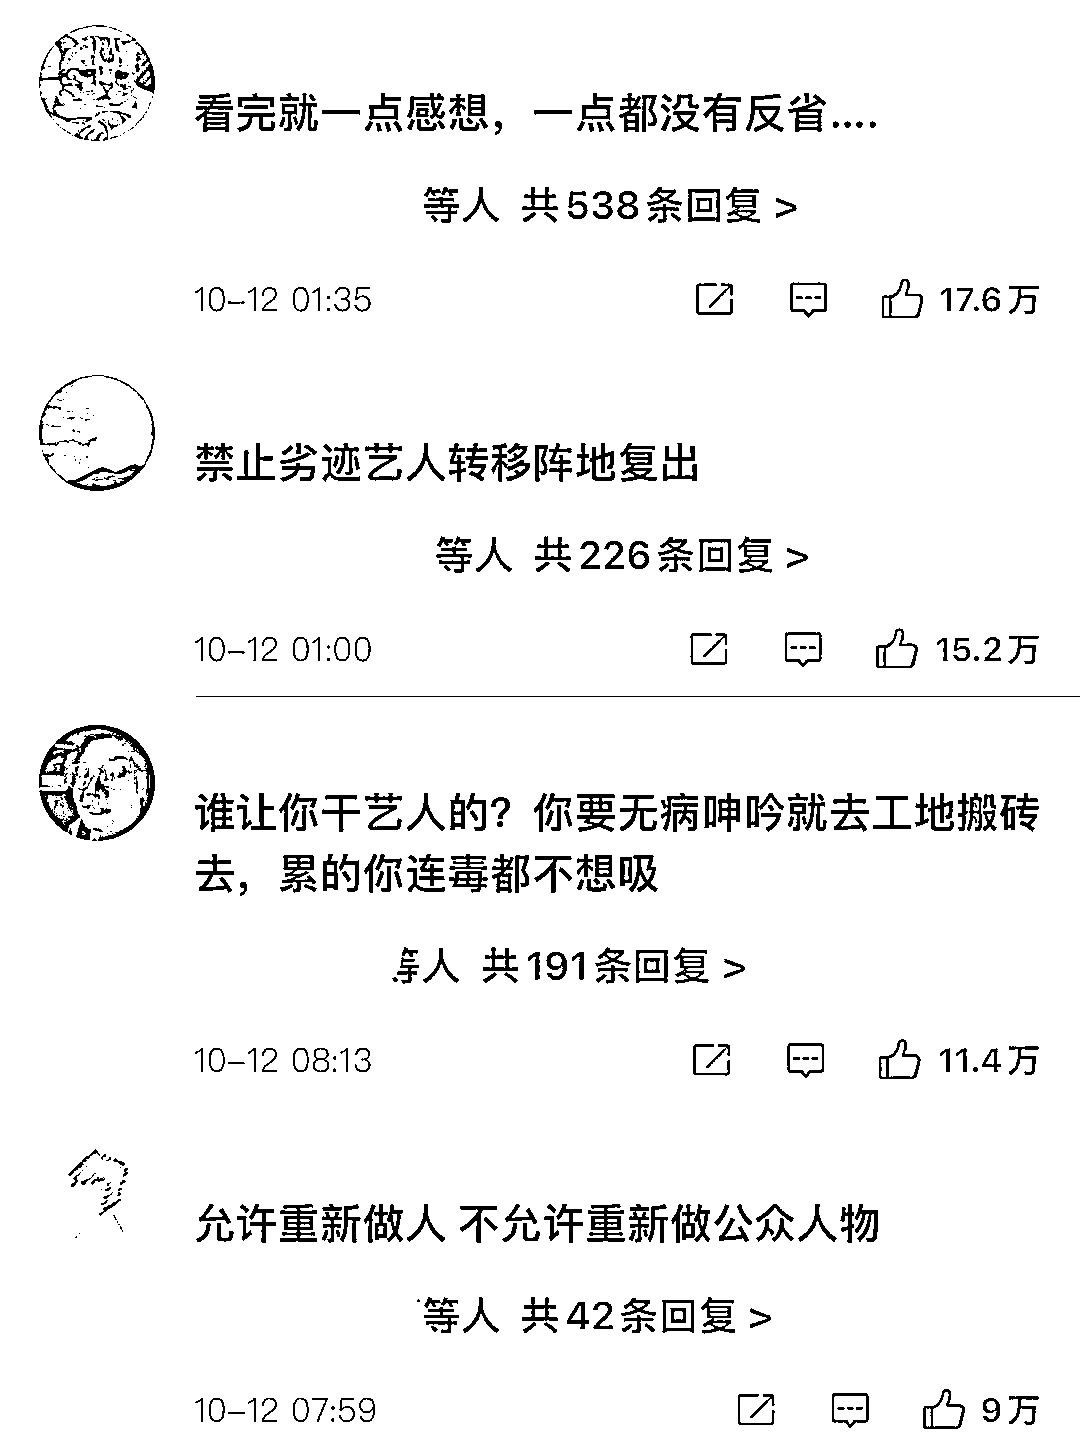 看完就一点感想，一点都没有反省....
等人 共538条回复 >
10-12 01:35 17.6万
禁止劣迹艺人转移阵地复出
等人 共226条回复 >
10-12 01:00 15.2万
谁让你干艺人的？你要无病呻吟就去工地搬砖
去，累的你连毒都不想吸
等人 共191条回复 >
10-12 08:13 11.4万
允许重新做人 不允许重新做公众人物
等人 共42条回复 >
10-12 07:59 9万